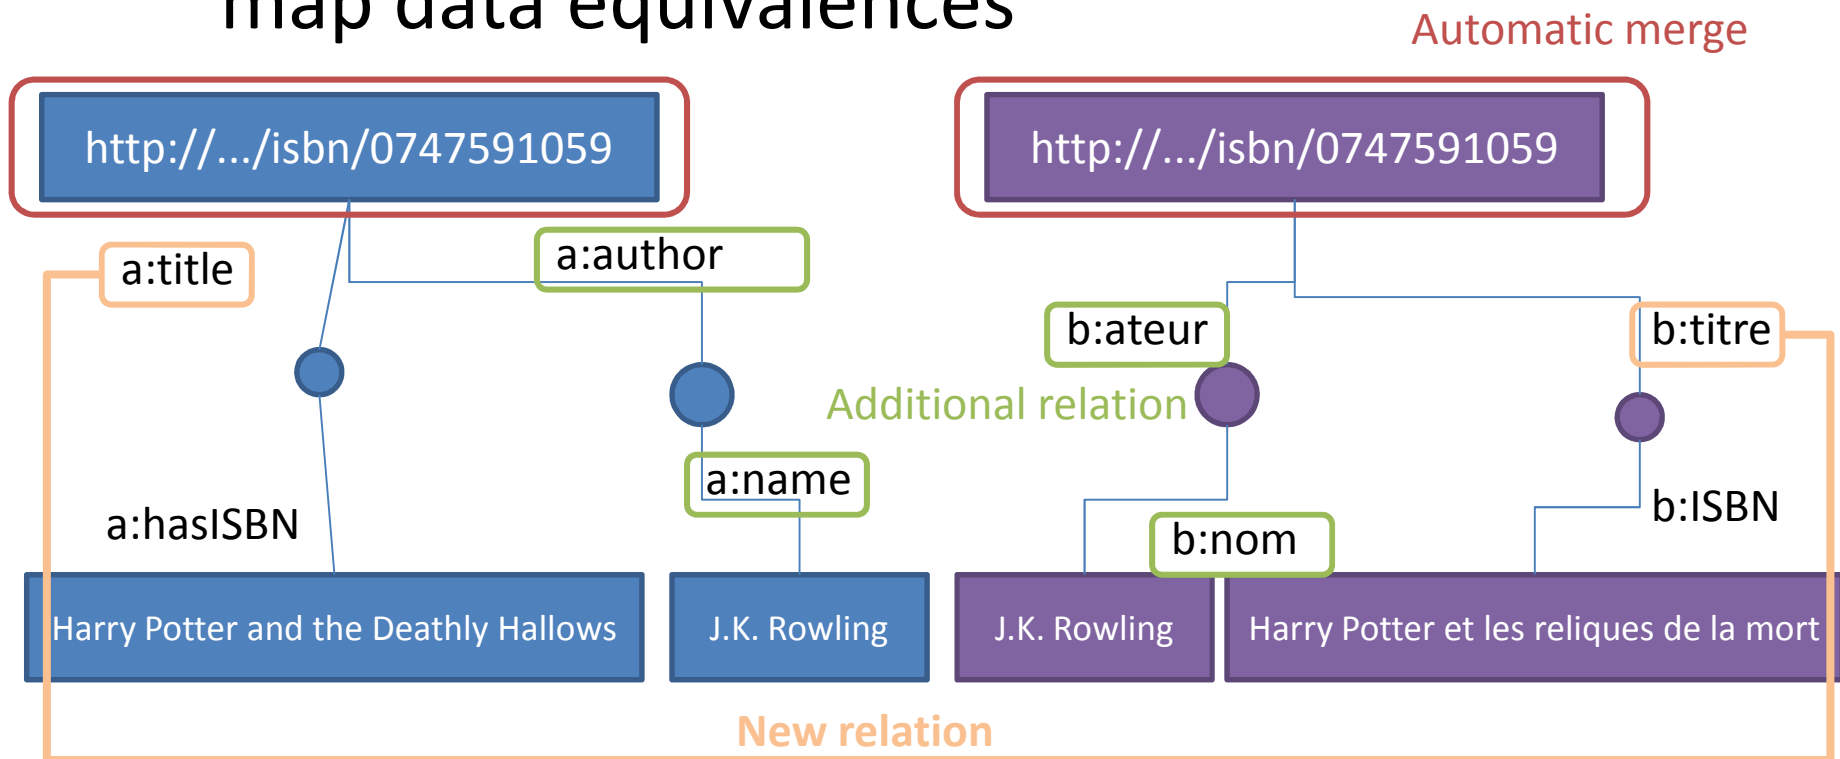 map data equivalences
Automatic merge
http://.../isbn/0747591059
http://.../isbn/0747591059
a:title
a:author
b:ateur
b:titre
Additional relation
a:name
a:hasISBN
b:nom
b:ISBN
Harry Potter and the Deathly Hallows
J.K. Rowling
J.K. Rowling
Harry Potter et les reliques de la mort
New relation